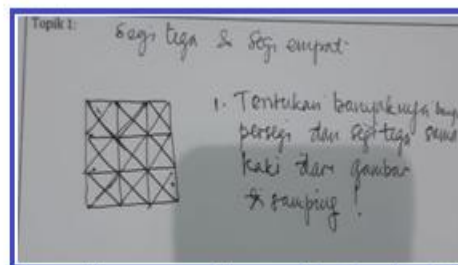 Topik 1:
Segi tiga & Segi empat
1. Tentukan banyaknya
persegi dan segitiga sama
kaki dari gambar
di samping !